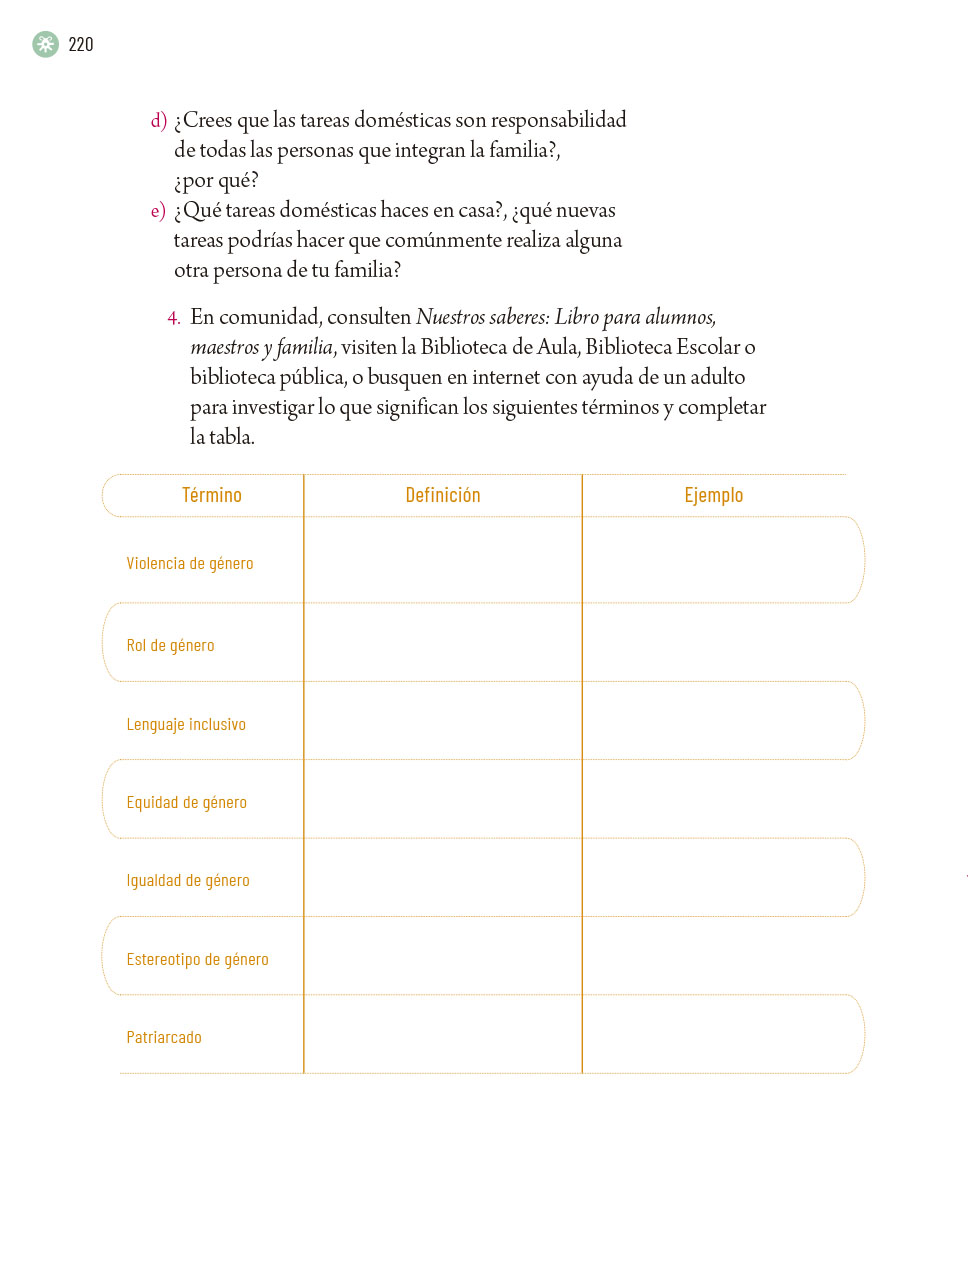 220
d) ¿Crees que las tareas domésticas son responsabilidad
de todas las personas que integran la familia?,
¿por qué?
e) ¿Qué tareas domésticas haces en casa?, ¿qué nuevas
tareas podrías hacer que comúnmente realiza alguna
otra persona de tu familia?
4. En comunidad, consulten Nuestros saberes: Libro para alumnos,
maestros y familia, visiten la Biblioteca de Aula, Biblioteca Escolar o
biblioteca pública, o busquen en internet con ayuda de un adulto
para investigar lo que significan los siguientes términos y completar
la tabla.
Término Definición Ejemplo
Violencia de género
Rol de género
Lenguaje inclusivo
Equidad de género
Igualdad de género
Estereotipo de género
Patriarcado